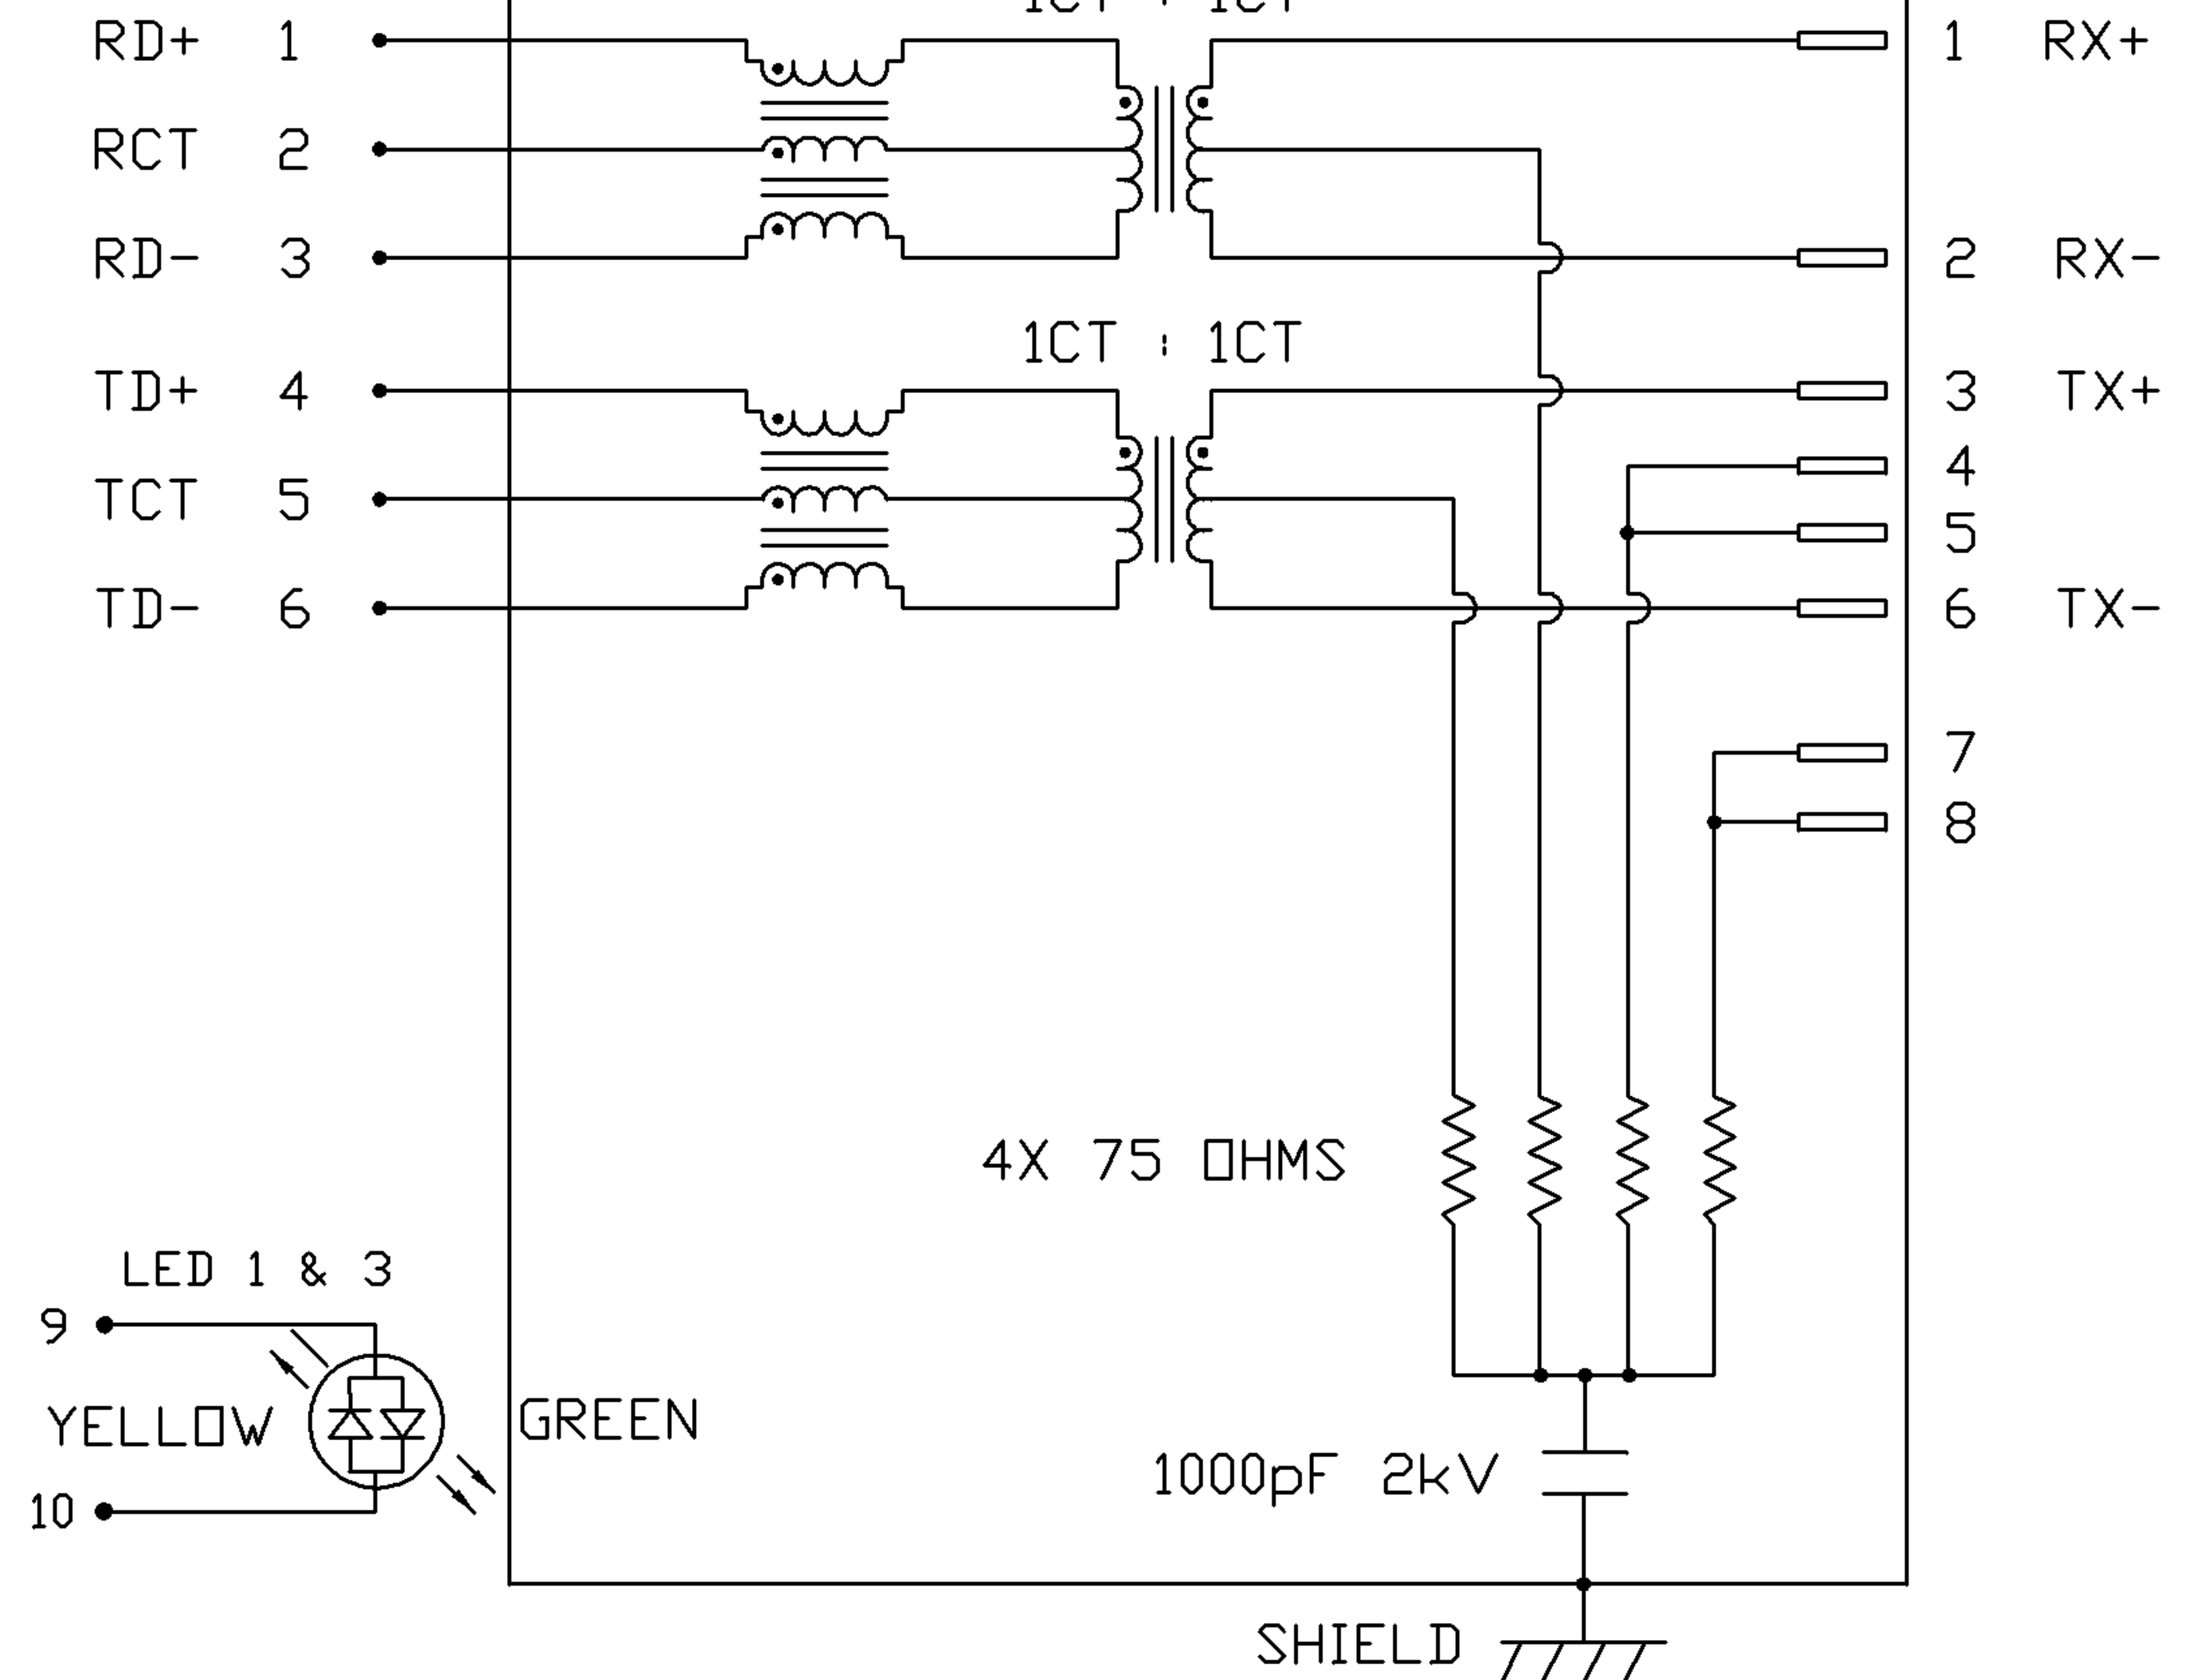 1CT : 1CT
RD+ 1
1 RX+
RCT 2
RD- 3
2 RX-
1CT : 1CT
TD+ 4
3 TX+
4
TCT 5
5
TD- 6
6 TX-
7
8
4X 75 OHMS
LED 1 & 3
9
YELLOW
GREEN
10
1000pF 2kV
SHIELD